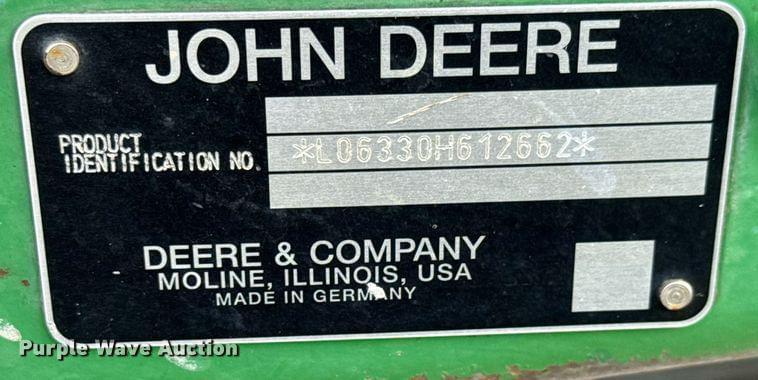 JOHN DEERE
PRODUCT
IDENTIFICATION NO.
*L06330H612662*
DEERE & COMPANY
MOLINE, ILLINOIS, USA
MADE IN GERMANY
Purple Wave Auction